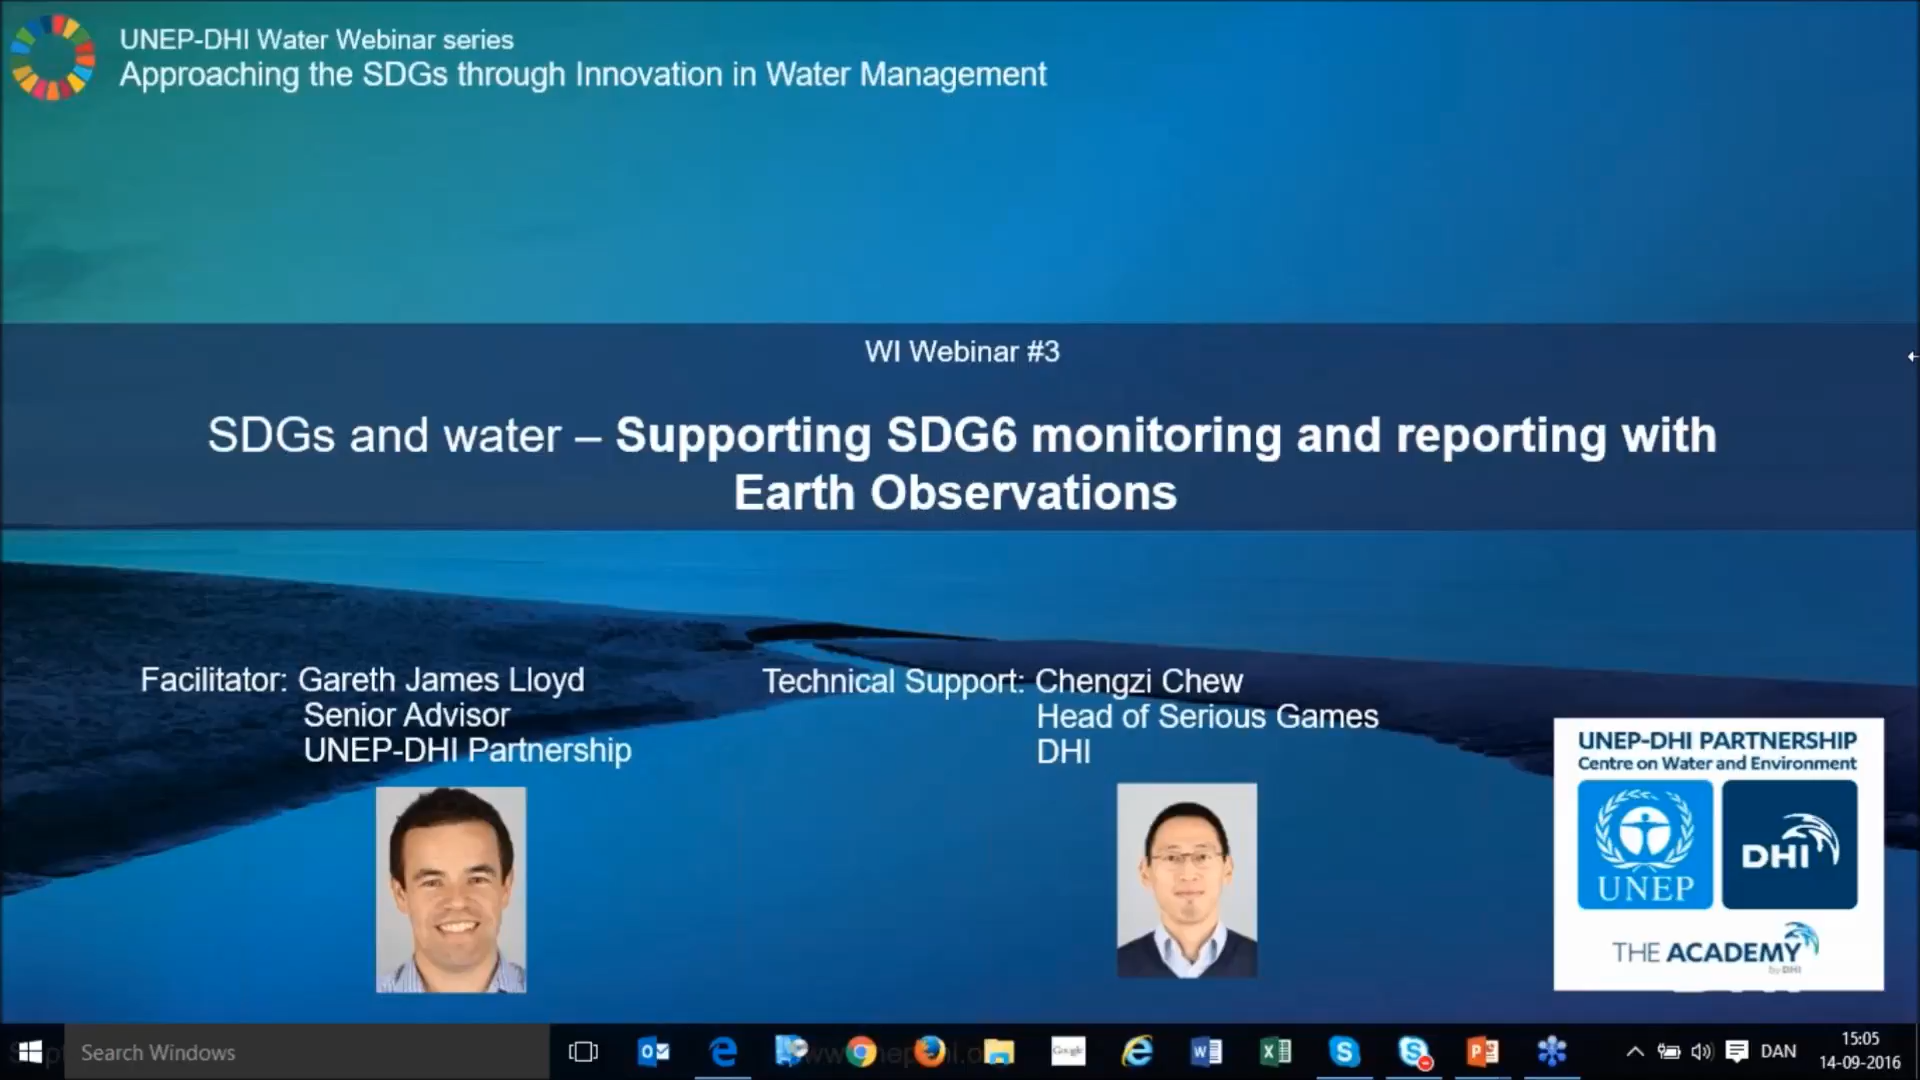 UNEP-DHI Water Webinar series
Approaching the SDGs through Innovation in Water Management
WI Webinar #3
SDGs and water – Supporting SDG6 monitoring and reporting with
Earth Observations
Facilitator: Gareth James Lloyd
Senior Advisor
UNEP-DHI Partnership
Technical Support: Chengzi Chew
Head of Serious Games
DHI
UNEP-DHI PARTNERSHIP
Centre on Water and Environment
UNEP
DHI
THE ACADEMY
by DHI
Search Windows
Google
DAN
15:05
14-09-2016